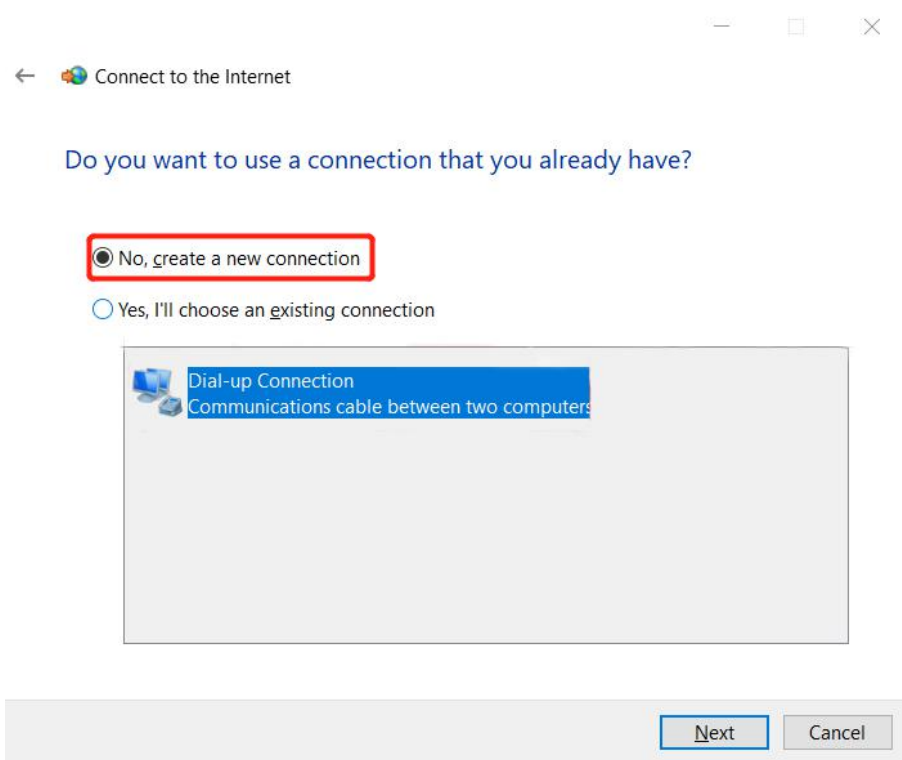 Connect to the Internet
Do you want to use a connection that you already have?
No, create a new connection
Yes, I'll choose an existing connection
Dial-up Connection
Communications cable between two computers
Next
Cancel